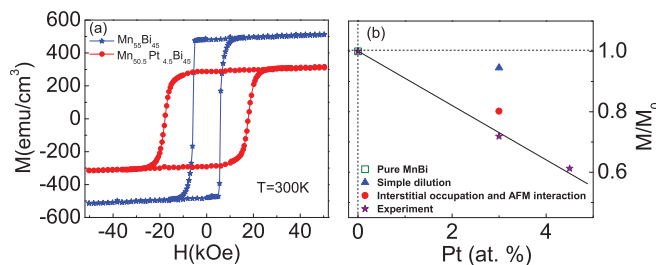 (a)
Mn55Bi45
Mn50.5Pt4.5Bi45
600
400
200
0
-200
-400
-600
M(emu/cm³)
T=300K
-40 -20 0 20 40
H(kOe)
(b)
1.0
0.8
0.6
M/M0
Pure MnBi
Simple dilution
Interstitial occupation and AFM interaction
Experiment
0 2 4
Pt (at. %)